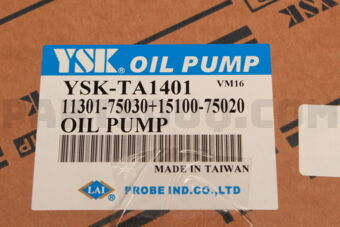 YSK® OIL PUMP
YSK-TA1401 VM16
11301-75030+15100-75020
OIL PUMP
MADE IN TAIWAN
LAI PROBE IND.CO.,LTD